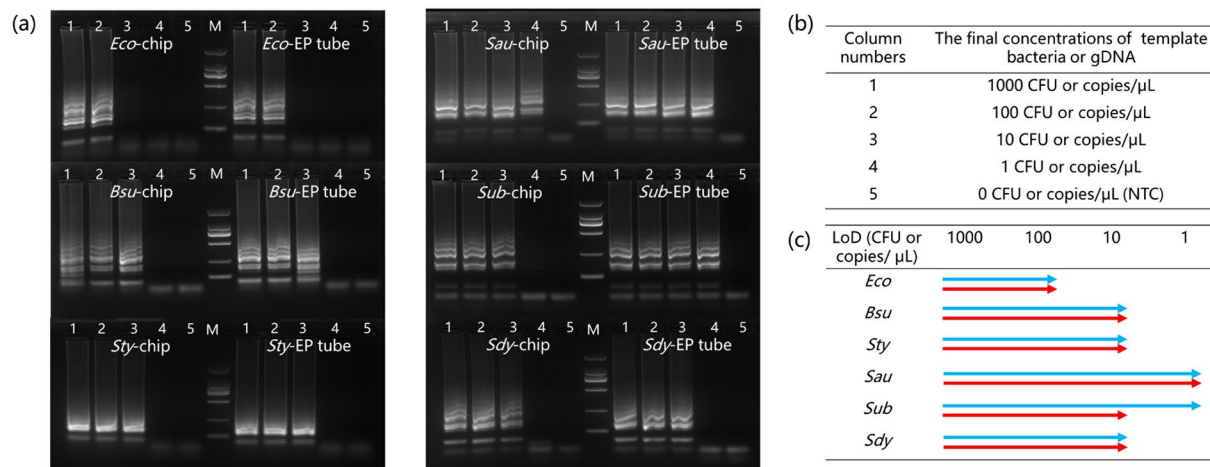 (a)
1 2 3 4 5 M 1 2 3 4 5
Eco-chip Eco-EP tube
1 2 3 4 5 M 1 2 3 4 5
Sau-chip Sau-EP tube
1 2 3 4 5 M 1 2 3 4 5
Bsu-chip Bsu-EP tube
1 2 3 4 5 M 1 2 3 4 5
Sub-chip Sub-EP tube
1 2 3 4 5 M 1 2 3 4 5
Sty-chip Sty-EP tube
1 2 3 4 5 M 1 2 3 4 5
Sdy-chip Sdy-EP tube
(b)
Column numbers
The final concentrations of template bacteria or gDNA
1 1000 CFU or copies/μL
2 100 CFU or copies/μL
3 10 CFU or copies/μL
4 1 CFU or copies/μL
5 0 CFU or copies/μL (NTC)
(c)
LoD (CFU or copies/ μL) 1000 100 10 1
Eco
Bsu
Sty
Sau
Sub
Sdy